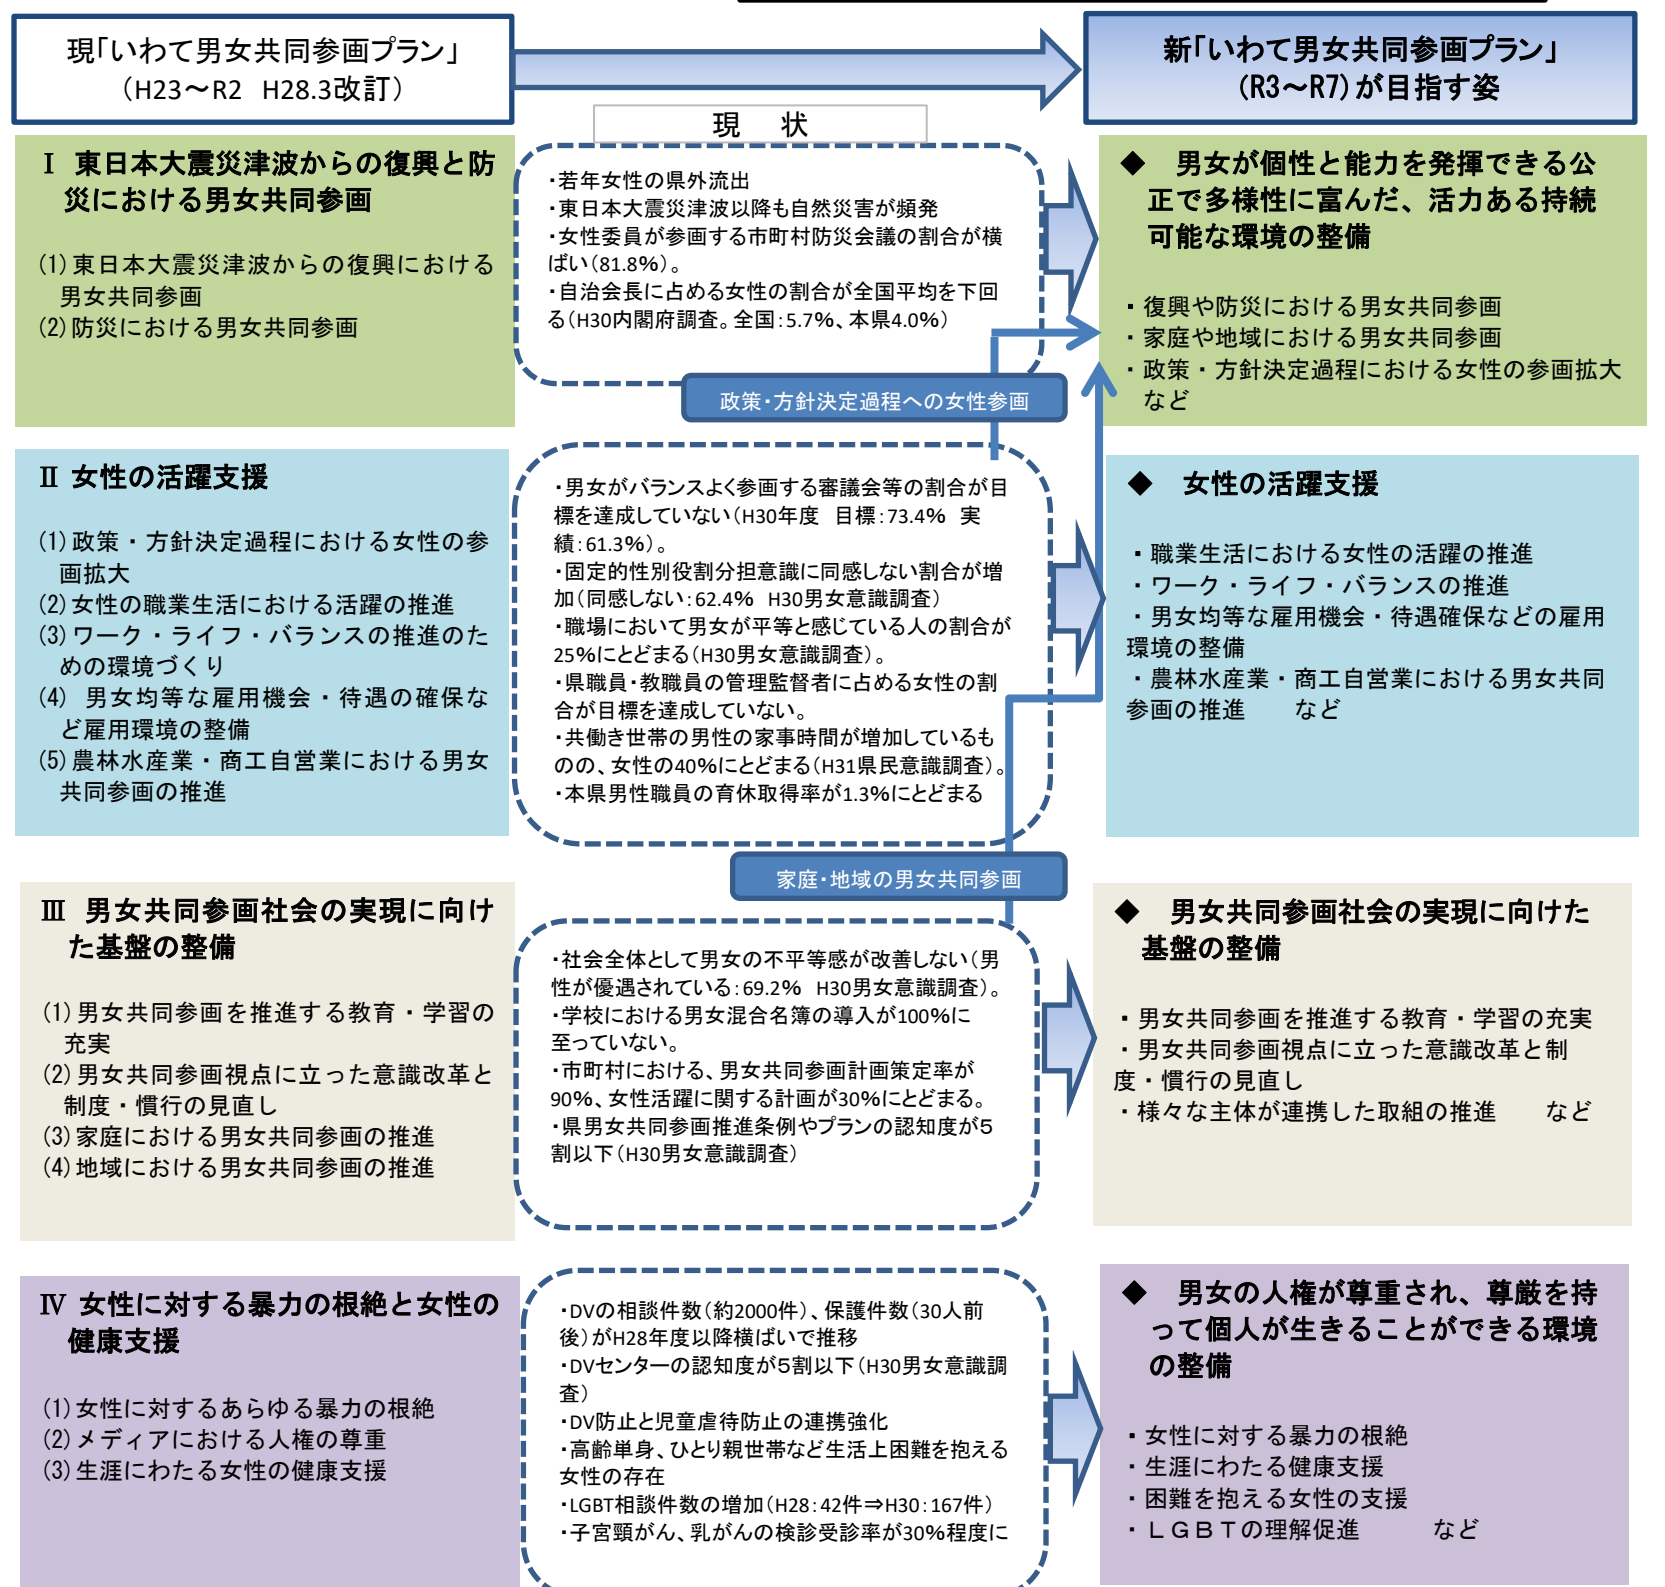 現「いわて男女共同参画プラン」
(H23～R2 H28.3改訂)
新「いわて男女共同参画プラン」
(R3～R7)が目指す姿
現 状
Ⅰ 東日本大震災津波からの復興と防
災における男女共同参画
(1)東日本大震災津波からの復興における
男女共同参画
(2)防災における男女共同参画
・若年女性の県外流出
・東日本大震災津波以降も自然災害が頻発
・女性委員が参画する市町村防災会議の割合が横
ばい(81.8%)。
・自治会長に占める女性の割合が全国平均を下回
る(H30内閣府調査。全国:5.7%、本県4.0%)
◆ 男女が個性と能力を発揮できる公
正で多様性に富んだ、活力ある持続
可能な環境の整備
・復興や防災における男女共同参画
・家庭や地域における男女共同参画
・政策・方針決定過程における女性の参画拡大
など
政策・方針決定過程への女性参画
Ⅱ 女性の活躍支援
(1)政策・方針決定過程における女性の参
画拡大
(2)女性の職業生活における活躍の推進
(3)ワーク・ライフ・バランスの推進のた
めの環境づくり
(4) 男女均等な雇用機会・待遇の確保な
ど雇用環境の整備
(5)農林水産業・商工自営業における男女
共同参画の推進
・男女がバランスよく参画する審議会等の割合が目
標を達成していない(H30年度 目標:73.4% 実
績:61.3%)。
・固定的性別役割分担意識に同感しない割合が増
加(同感しない:62.4% H30男女意識調査)
・職場において男女が平等と感じている人の割合が
25%にとどまる(H30男女意識調査)。
・県職員・教職員の管理監督者に占める女性の割
合が目標を達成していない。
・共働き世帯の男性の家事時間が増加しているも
のの、女性の40%にとどまる(H31県民意識調査)。
・本県男性職員の育休取得率が1.3%にとどまる
◆ 女性の活躍支援
・職業生活における女性の活躍の推進
・ワーク・ライフ・バランスの推進
・男女均等な雇用機会・待遇確保などの雇用
環境の整備
・農林水産業・商工自営業における男女共同
参画の推進 など
家庭・地域の男女共同参画
Ⅲ 男女共同参画社会の実現に向け
た基盤の整備
(1)男女共同参画を推進する教育・学習の
充実
(2)男女共同参画視点に立った意識改革と
制度・慣行の見直し
(3)家庭における男女共同参画の推進
(4)地域における男女共同参画の推進
・社会全体として男女の不平等感が改善しない(男
性が優遇されている:69.2% H30男女意識調査)。
・学校における男女混合名簿の導入が100%に
至っていない。
・市町村における、男女共同参画計画策定率が
90%、女性活躍に関する計画が30%にとどまる。
・県男女共同参画推進条例やプランの認知度が5
割以下(H30男女意識調査)
◆ 男女共同参画社会の実現に向けた
基盤の整備
・男女共同参画を推進する教育・学習の充実
・男女共同参画視点に立った意識改革と制
度・慣行の見直し
・様々な主体が連携した取組の推進 など
Ⅳ 女性に対する暴力の根絶と女性の
健康支援
(1)女性に対するあらゆる暴力の根絶
(2)メディアにおける人権の尊重
(3)生涯にわたる女性の健康支援
・DVの相談件数(約2000件)、保護件数(30人前
後)がH28年度以降横ばいで推移
・DVセンターの認知度が5割以下(H30男女意識調
査)
・DV防止と児童虐待防止の連携強化
・高齢単身、ひとり親世帯など生活上困難を抱える
女性の存在
・LGBT相談件数の増加(H28:42件⇒H30:167件)
・子宮頸がん、乳がんの検診受診率が30%程度に
◆ 男女の人権が尊重され、尊厳を持
って個人が生きることができる環境
の整備
・女性に対する暴力の根絶
・生涯にわたる健康支援
・困難を抱える女性の支援
・ＬＧＢＴの理解促進 など